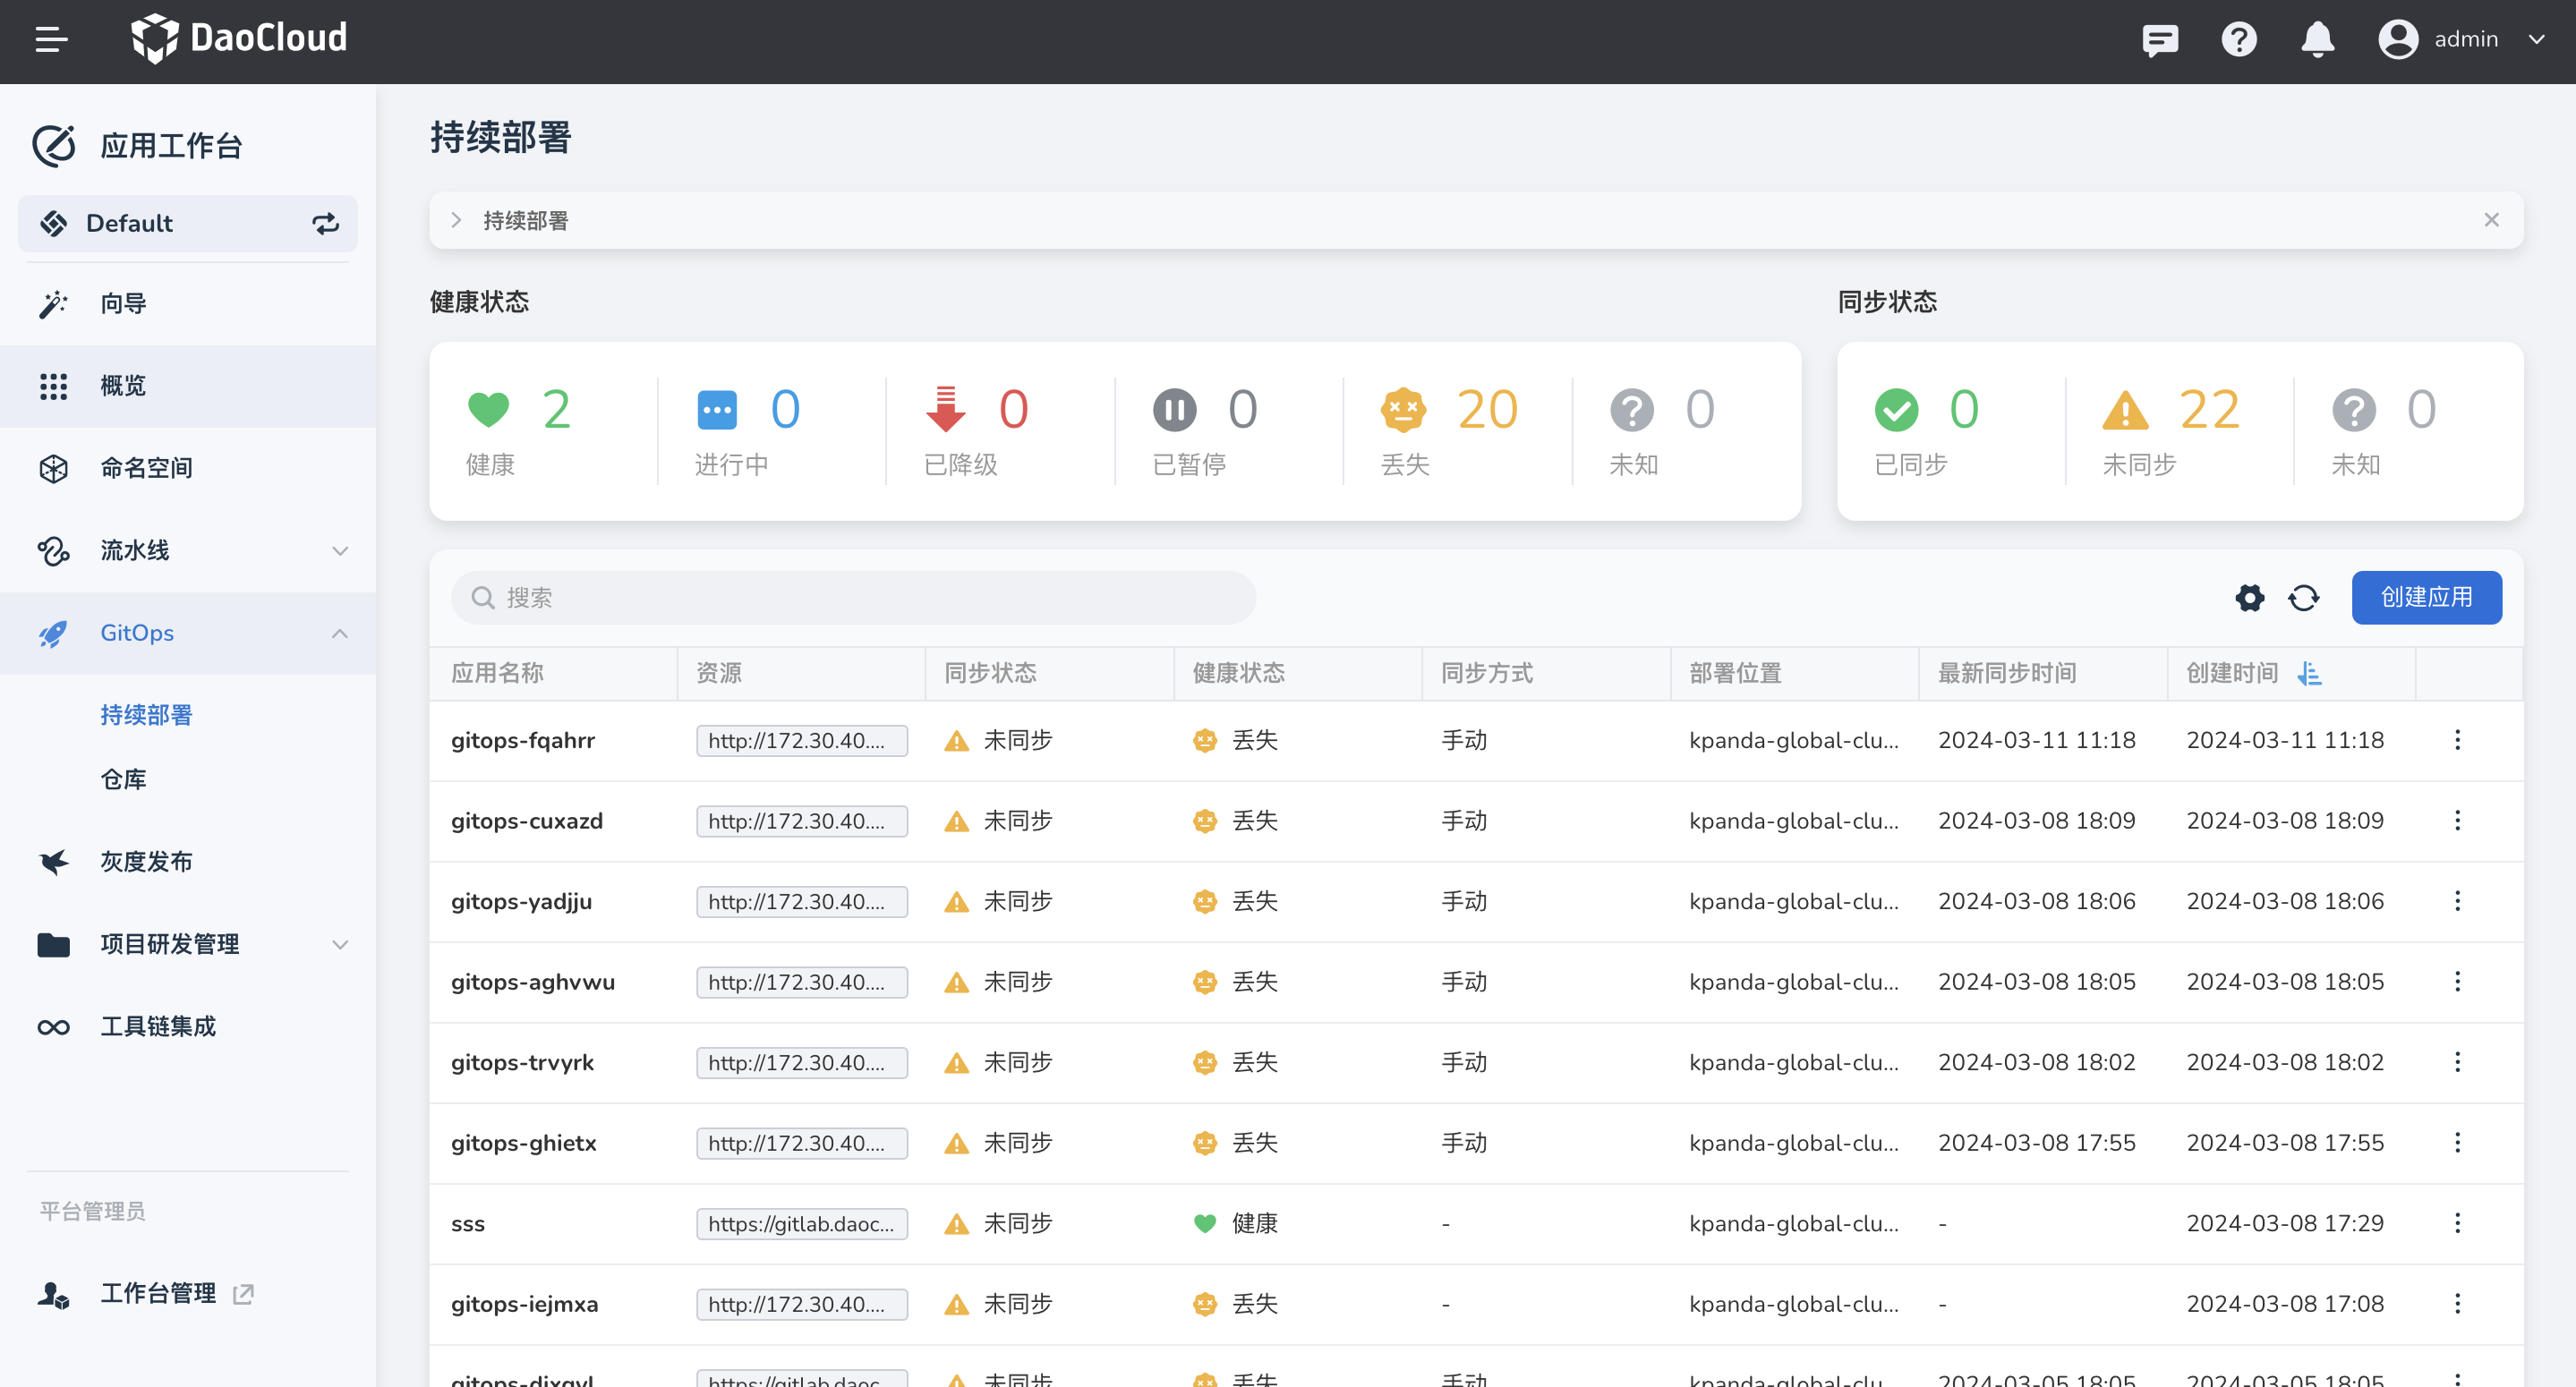 DaoCloud
admin
应用工作台
Default
向导
概览
命名空间
流水线
GitOps
持续部署
仓库
灰度发布
项目研发管理
工具链集成
平台管理员
工作台管理
持续部署
持续部署
健康状态
2 健康
0 进行中
0 已降级
0 已暂停
20 丢失
0 未知
同步状态
0 已同步
22 未同步
0 未知
搜索
创建应用
应用名称 资源 同步状态 健康状态 同步方式 部署位置 最新同步时间 创建时间
gitops-fqahrr http://172.30.40.... 未同步 丢失 手动 kpanda-global-clu... 2024-03-11 11:18 2024-03-11 11:18
gitops-cuxazd http://172.30.40.... 未同步 丢失 手动 kpanda-global-clu... 2024-03-08 18:09 2024-03-08 18:09
gitops-yadjju http://172.30.40.... 未同步 丢失 手动 kpanda-global-clu... 2024-03-08 18:06 2024-03-08 18:06
gitops-aghvwu http://172.30.40.... 未同步 丢失 手动 kpanda-global-clu... 2024-03-08 18:05 2024-03-08 18:05
gitops-trvyrk http://172.30.40.... 未同步 丢失 手动 kpanda-global-clu... 2024-03-08 18:02 2024-03-08 18:02
gitops-ghietx http://172.30.40.... 未同步 丢失 手动 kpanda-global-clu... 2024-03-08 17:55 2024-03-08 17:55
sss https://gitlab.daoc... 未同步 健康 - kpanda-global-clu... - 2024-03-08 17:29
gitops-iejmxa http://172.30.40.... 未同步 丢失 - kpanda-global-clu... - 2024-03-08 17:08
https://gitlab.daoc... 未同步 丢失 手动 kpanda-global-clu... 2024-03-05 18:05 2024-03-05 18:05